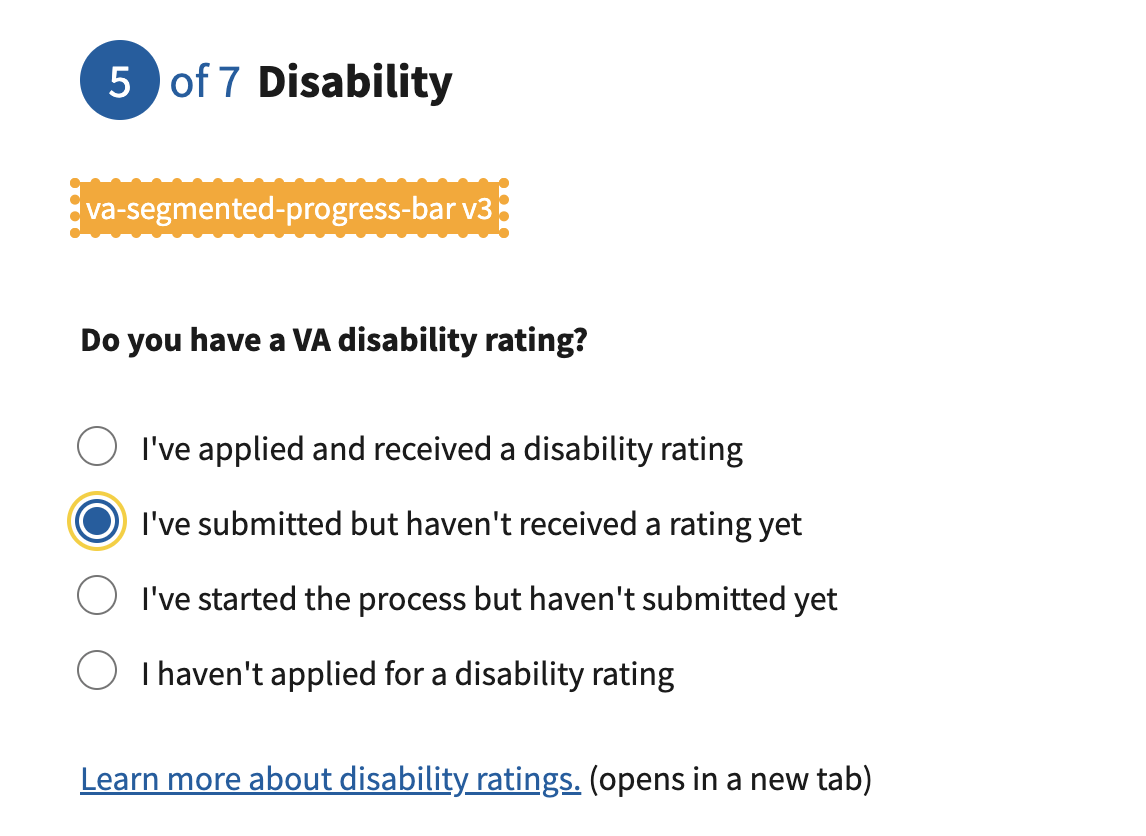 5 of 7 Disability
va-segmented-progress-bar v3
Do you have a VA disability rating?
I've applied and received a disability rating
I've submitted but haven't received a rating yet
I've started the process but haven't submitted yet
I haven't applied for a disability rating
Learn more about disability ratings. (opens in a new tab)